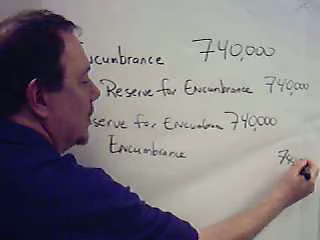 ncumbrance 740,000
Reserve for Encumbrance 740,000
serve for Encumbrance 740,000
Encumbrance